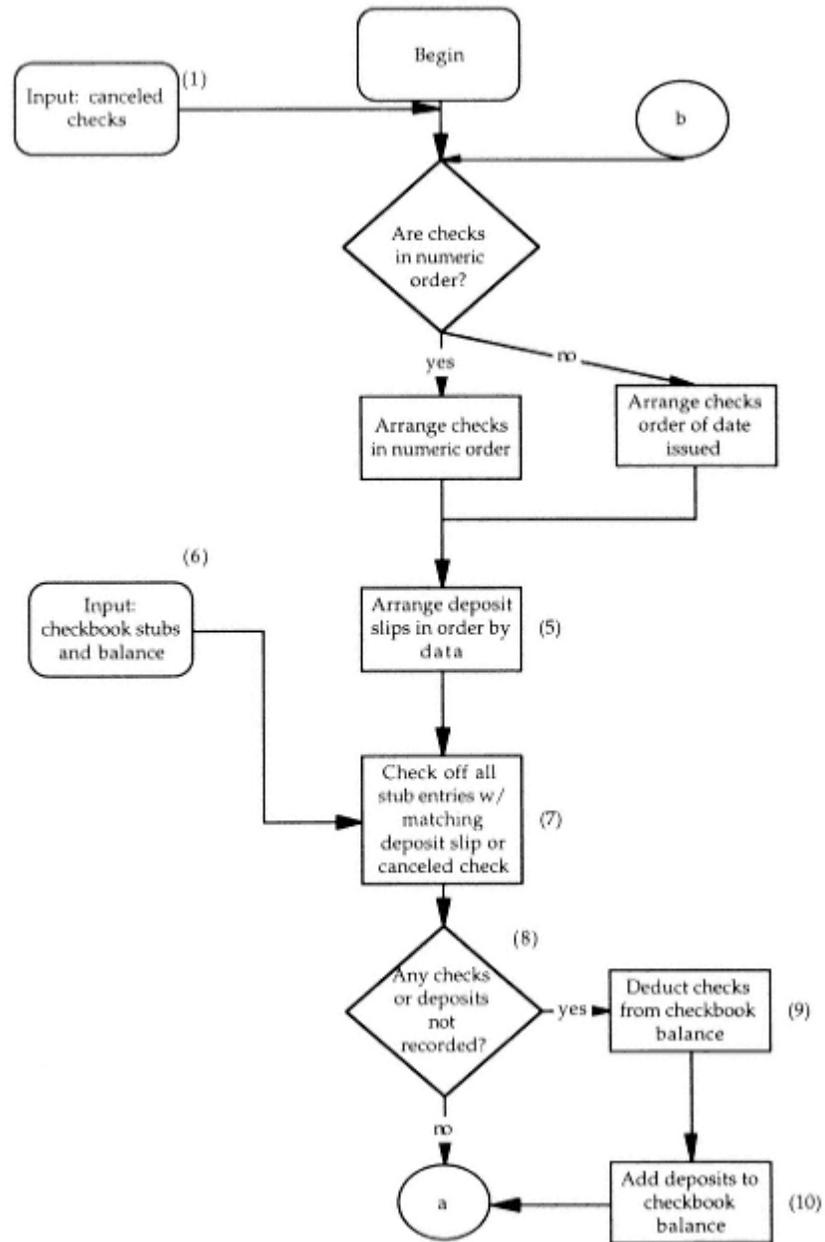 Begin
(1)
Input: canceled
checks
b
Are checks
in numeric
order?
yes
no
Arrange checks
in numeric order
Arrange checks
order of date
issued
(6)
Input:
checkbook stubs
and balance
Arrange deposit
slips in order by
data
(5)
Check off all
stub entries w/
matching
deposit slip or
canceled check
(7)
(8)
Any checks
or deposits
not
recorded?
yes
Deduct checks
from checkbook
balance
(9)
no
a
Add deposits to
checkbook
balance
(10)